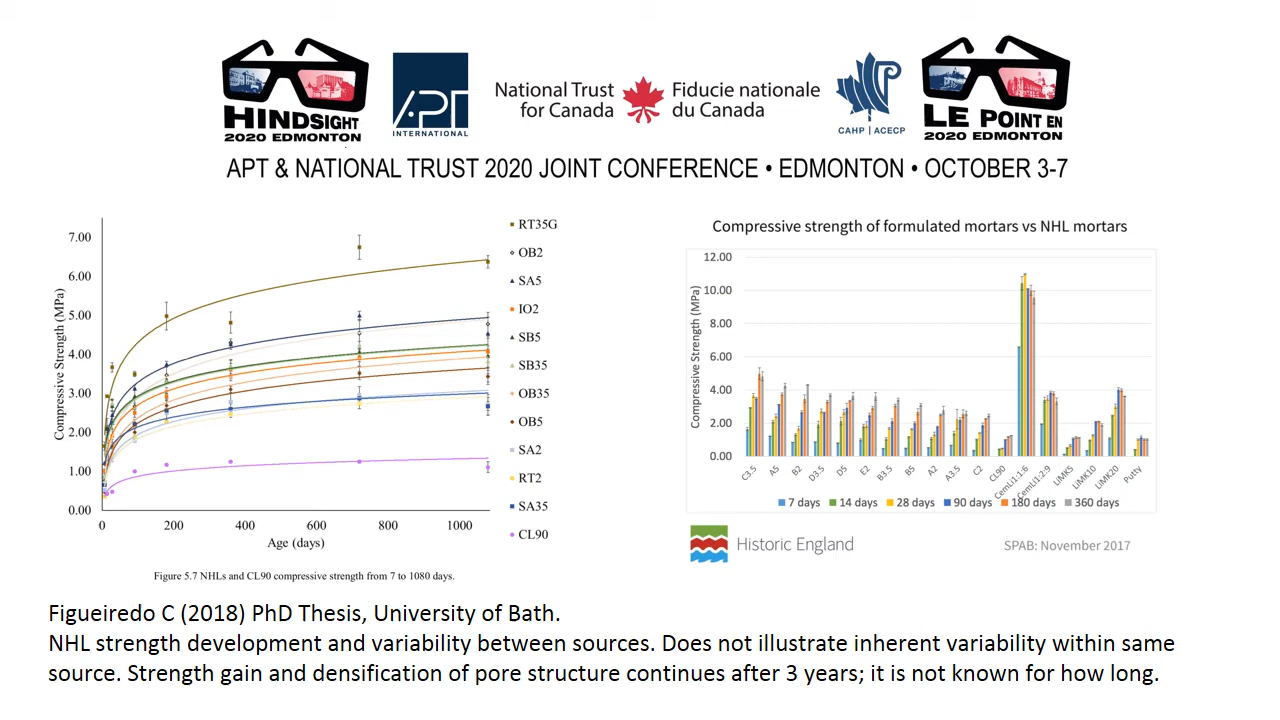 HINDSIGHT
2020 EDMONTON
APT
INTERNATIONAL
National Trust
for Canada
Fiducie nationale
du Canada
CAHP | ACECP
LE POINT EN
2020 EDMONTON
APT & NATIONAL TRUST 2020 JOINT CONFERENCE • EDMONTON • OCTOBER 3-7
Compressive Strength (MPa)
7.00
6.00
5.00
4.00
3.00
2.00
1.00
0.00
0
200
400
600
800
1000
Age (days)
RT35G
OB2
SA5
IO2
SB5
SB35
OB35
OB5
SA2
RT2
SA35
CL90
Figure 5.7 NHLs and CL90 compressive strength from 7 to 1080 days.
Compressive strength of formulated mortars vs NHL mortars
Compressive Strength (MPa)
12.00
10.00
8.00
6.00
4.00
2.00
0.00
C3.5
A5
B2
D3.5
D5
E2
B3.5
B5
A2
A3.5
C2
CL90
CemLi1:1:6
CemLi1:2:9
LiMK5
LiMK10
LiMK20
Putty
7 days
14 days
28 days
90 days
180 days
360 days
Historic England
SPAB: November 2017
Figueiredo C (2018) PhD Thesis, University of Bath.
NHL strength development and variability between sources. Does not illustrate inherent variability within same
source. Strength gain and densification of pore structure continues after 3 years; it is not known for how long.